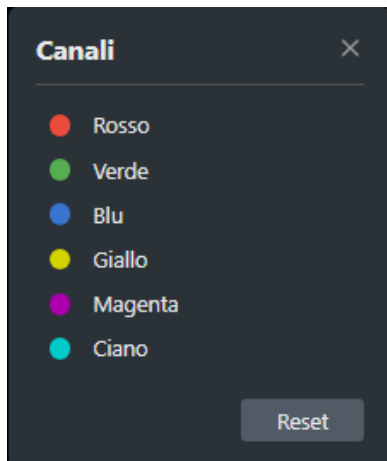 Canali
Rosso
Verde
Blu
Giallo
Magenta
Ciano
Reset